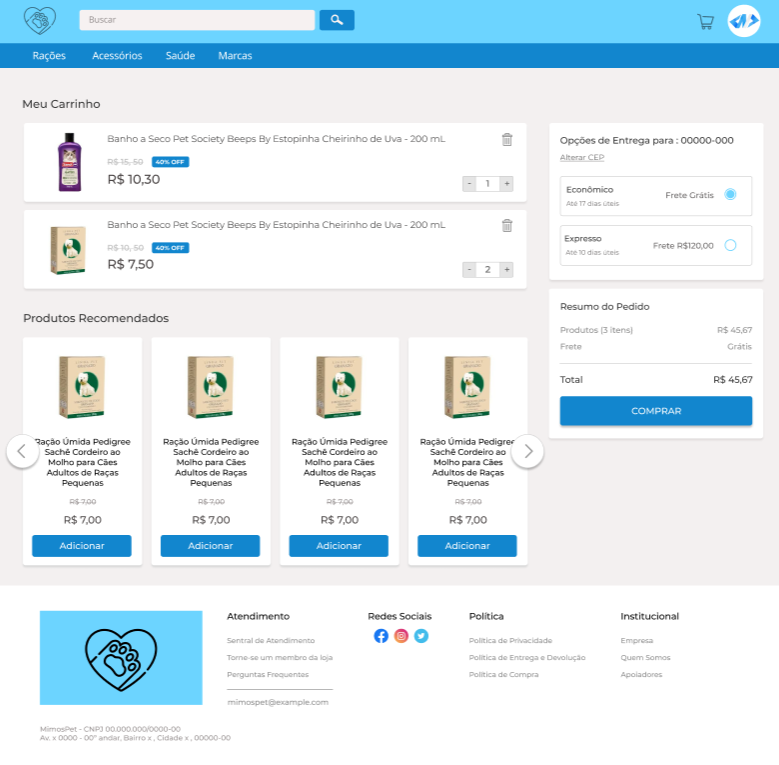 Buscar
Rações Acessórios Saúde Marcas
Meu Carrinho
Banho a Seco Pet Society Beeps By Estopinha Cheirinho de Uva - 200 mL
R$ 15, 50 40% OFF
R$ 10,30
- 1 +
Banho a Seco Pet Society Beeps By Estopinha Cheirinho de Uva - 200 mL
R$ 10, 50 40% OFF
R$ 7,50
- 2 +
Opções de Entrega para : 00000-000
Alterar CEP
Econômico
Até 17 dias úteis
Frete Grátis
Expresso
Até 10 dias úteis
Frete R$120,00
Resumo do Pedido
Produtos (3 itens) R$ 45,67
Frete Grátis
Total R$ 45,67
COMPRAR
Produtos Recomendados
Ração Úmida Pedigree
Sachê Cordeiro ao
Molho para Cães
Adultos de Raças
Pequenas
R$ 7,00
R$ 7,00
Adicionar
Ração Úmida Pedigree
Sachê Cordeiro ao
Molho para Cães
Adultos de Raças
Pequenas
R$ 7,00
R$ 7,00
Adicionar
Ração Úmida Pedigree
Sachê Cordeiro ao
Molho para Cães
Adultos de Raças
Pequenas
R$ 7,00
R$ 7,00
Adicionar
Ração Úmida Pedigree
Sachê Cordeiro ao
Molho para Cães
Adultos de Raças
Pequenas
R$ 7,00
R$ 7,00
Adicionar
Atendimento
Sentral de Atendimento
Torne-se um membro da loja
Perguntas Frequentes
mimospet@example.com
Redes Sociais
Política
Política de Privacidade
Política de Entrega e Devolução
Política de Compra
Institucional
Empresa
Quem Somos
Apoiadores
MimosPet - CNPJ 00.000.000/0000-00
Av. x 0000 - 00º andar, Bairro x , Cidade x , 00000-00